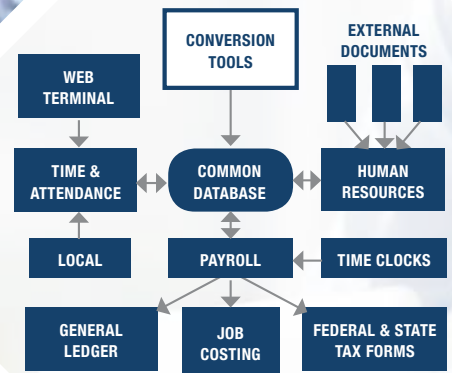 CONVERSION
TOOLS
EXTERNAL
DOCUMENTS
WEB
TERMINAL
TIME &
ATTENDANCE
COMMON
DATABASE
HUMAN
RESOURCES
LOCAL
PAYROLL
TIME CLOCKS
GENERAL
LEDGER
JOB
COSTING
FEDERAL & STATE
TAX FORMS